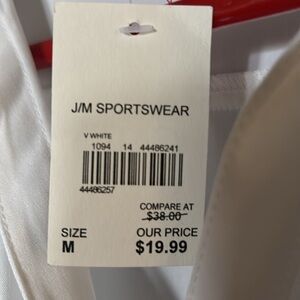 J/M SPORTSWEAR
V WHITE
1094 14 44486241
44486257
COMPARE AT
$38.00
SIZE OUR PRICE
M $19.99